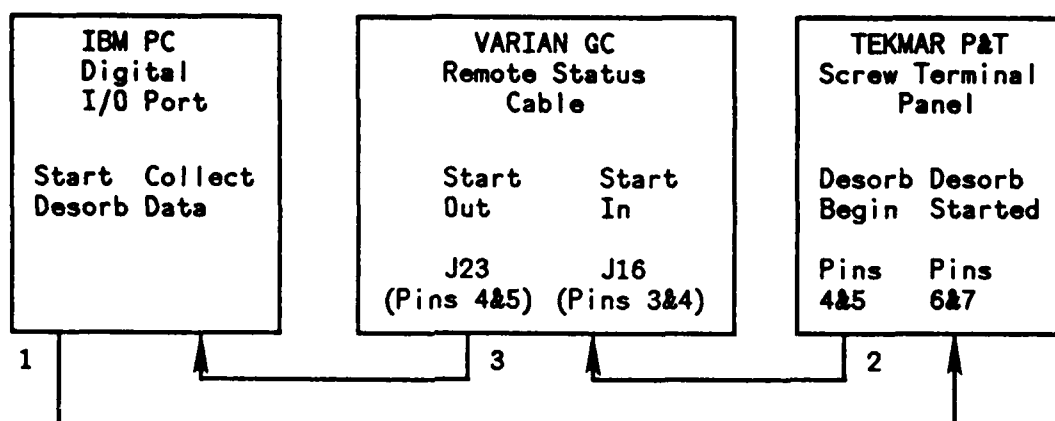 IBM PC
Digital
I/O Port
Start Collect
Desorb Data
VARIAN GC
Remote Status
Cable
Start Start
Out In
J23 J16
(Pins 4&5) (Pins 3&4)
TEKMAR P&T
Screw Terminal
Panel
Desorb Desorb
Begin Started
Pins Pins
4&5 6&7
1 3 2